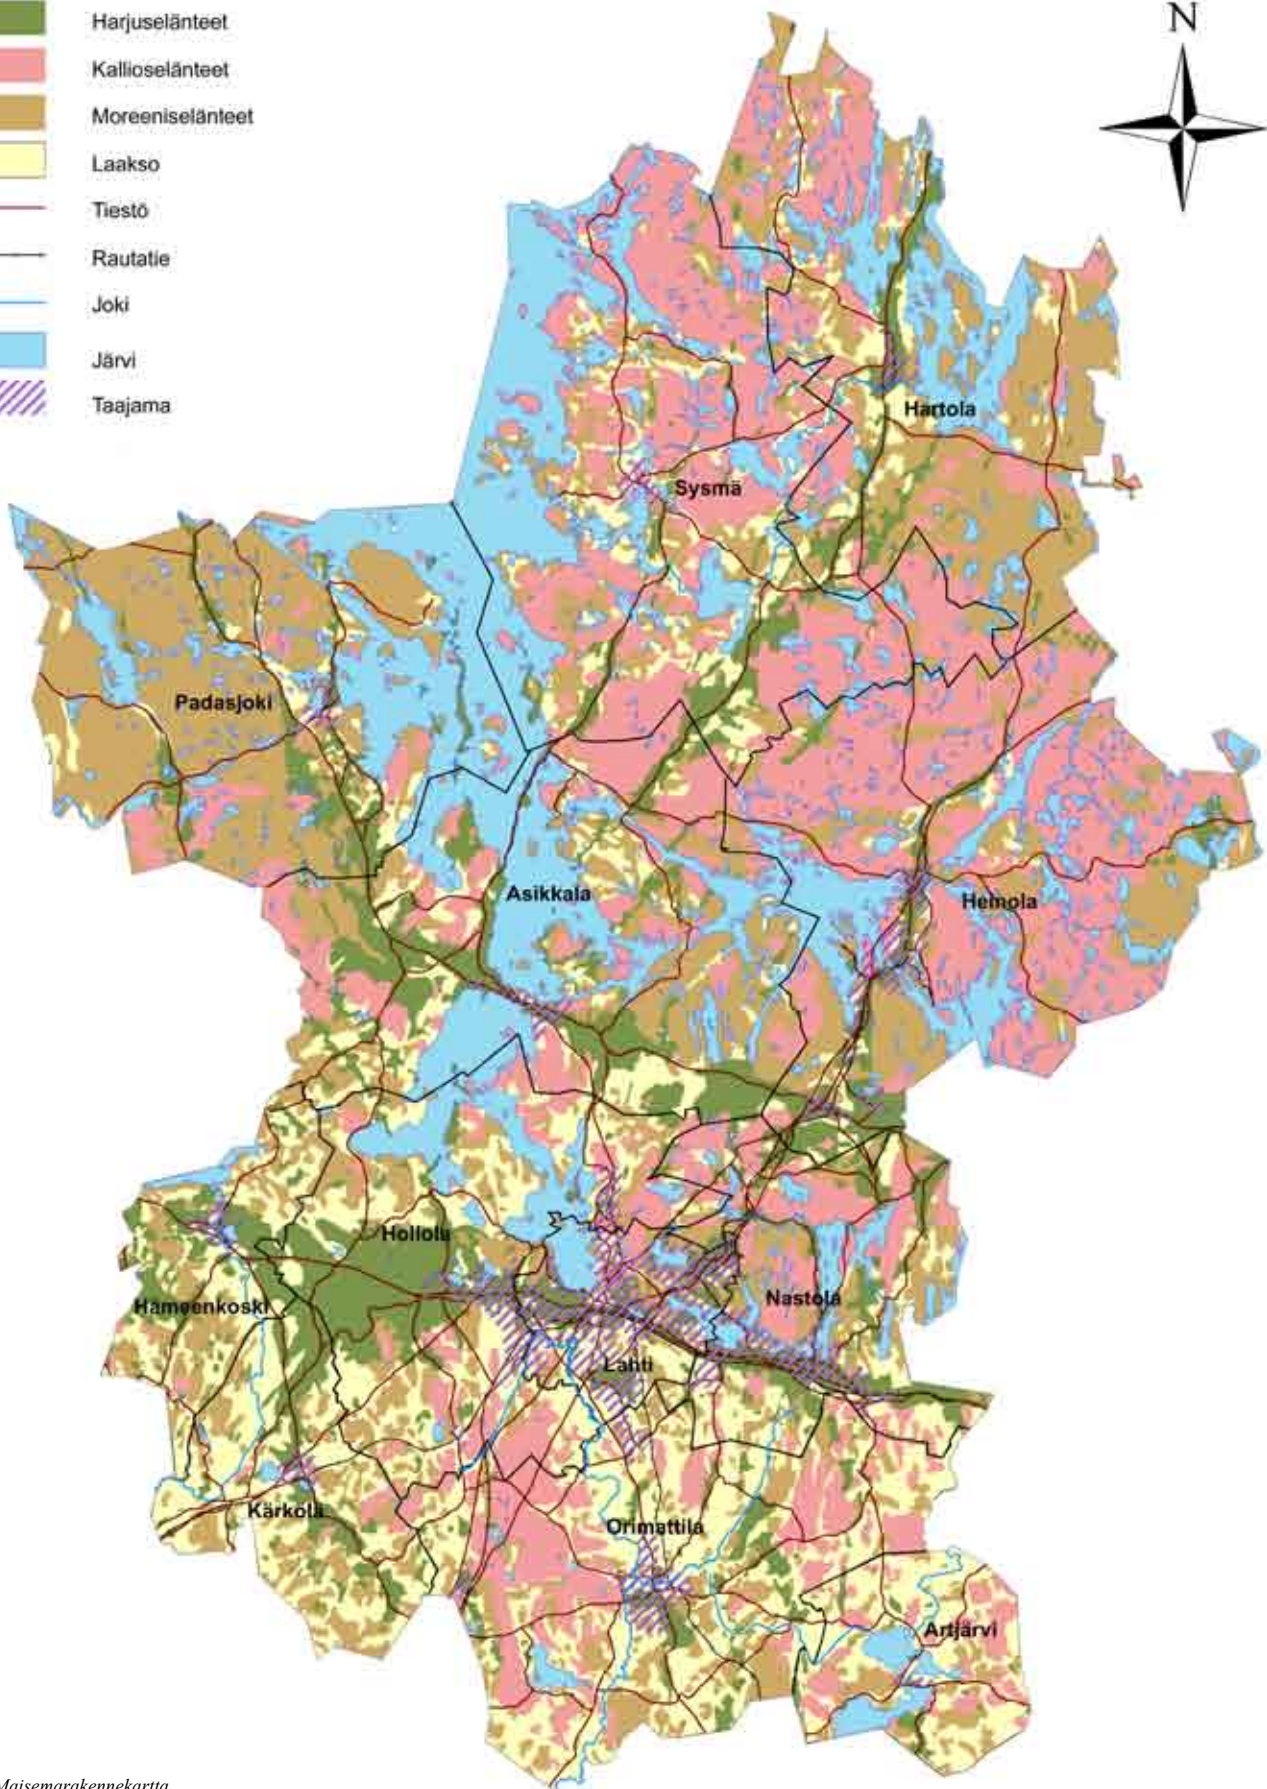 Harjuselänteet
Kallioselänteet
Moreeniselänteet
Laakso
Tiestö
Rautatie
Joki
Järvi
Taajama
N
Hartola
Sysmä
Padasjoki
Asikkala
Heinola
Hollola
Hämeenkoski
Nastola
Lahti
Kärkölä
Orimattila
Artjärvi
Maisemarakennekartta